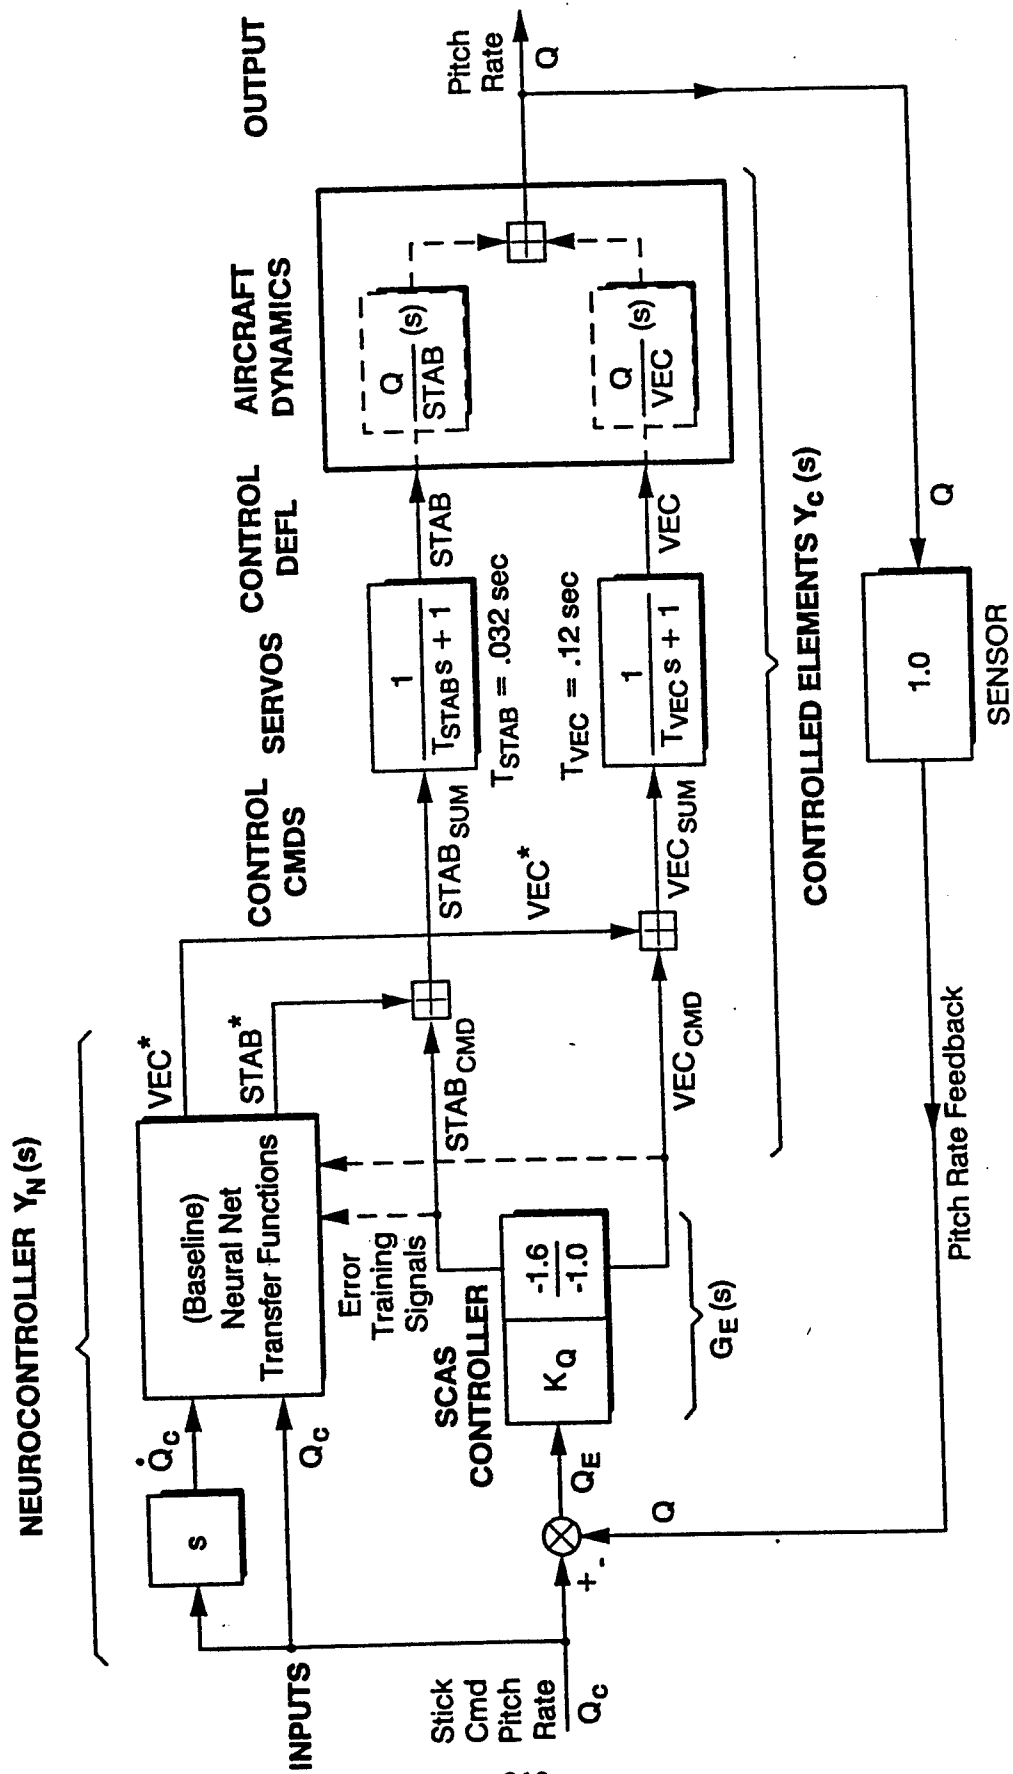 NEUROCONTROLLER Y_N (s)
INPUTS
Stick
Cmd
Pitch
Rate
Q_C
s
Q̇_C
Q_C
(Baseline)
Neural Net
Transfer Functions
VEC*
STAB*
Error
Training
Signals
+
-
Q_E
Q
SCAS
CONTROLLER
K_Q
-1.6
-1.0
G_E (s)
STAB_CMD
VEC_CMD
CONTROL
CMDS
STAB_SUM
VEC*
VEC_SUM
SERVOS
1
T_STAB s + 1
T_STAB = .032 sec
T_VEC = .12 sec
1
T_VEC s + 1
CONTROL
DEFL
STAB
VEC
AIRCRAFT
DYNAMICS
Q
STAB
(s)
Q
VEC
(s)
OUTPUT
Pitch
Rate
Q
CONTROLLED ELEMENTS Y_C (s)
Q
1.0
SENSOR
Pitch Rate Feedback